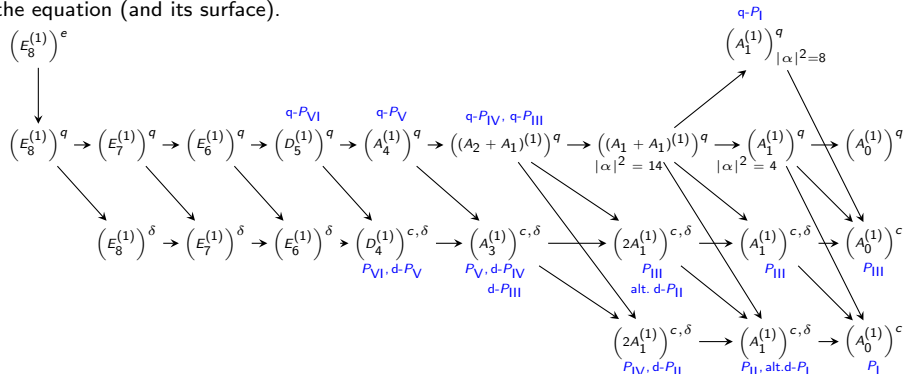 the equation (and its surface).
q-P_I
(E_8^{(1)})^e (A_1^{(1)})^q_{|α|^2=8}
q-P_VI q-P_V q-P_IV, q-P_III
(E_8^{(1)})^q → (E_7^{(1)})^q → (E_6^{(1)})^q → (D_5^{(1)})^q → (A_4^{(1)})^q → ((A_2 + A_1)^{(1)})^q → ((A_1 + A_1)^{(1)})^q → (A_1^{(1)})^q → (A_0^{(1)})^q
|α|^2 = 14 |α|^2 = 4
(E_8^{(1)})^δ → (E_7^{(1)})^δ → (E_6^{(1)})^δ → (D_4^{(1)})^{c,δ} → (A_3^{(1)})^{c,δ} → (2A_1^{(1)})^{c,δ} → (A_1^{(1)})^{c,δ} → (A_0^{(1)})^c
P_VI, d-P_V P_V, d-P_IV P_III P_III P_III
d-P_III alt. d-P_II
(2A_1^{(1)})^{c,δ} → (A_1^{(1)})^{c,δ} → (A_0^{(1)})^c
P_IV, d-P_II P_II, alt.d-P_I P_I